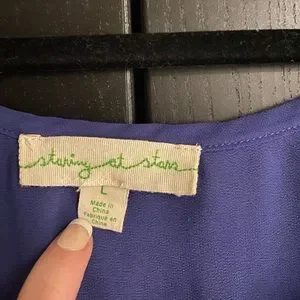 staring at stars
L
Made in
China
Fabriqué en
Chine